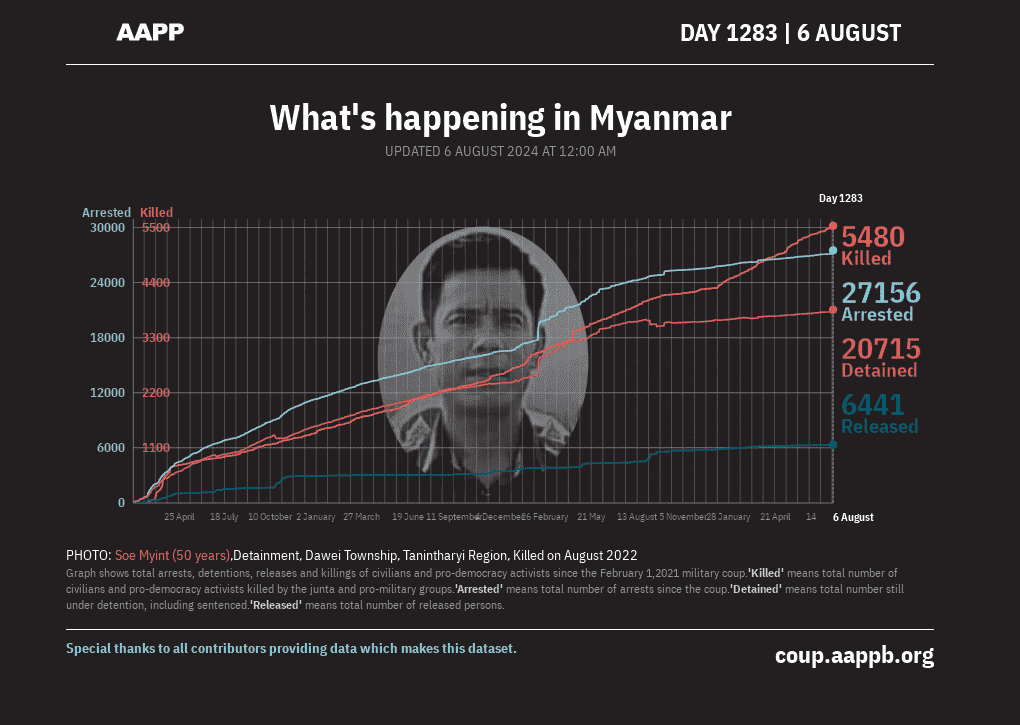 AAPP
DAY 1283 | 6 AUGUST
What's happening in Myanmar
UPDATED 6 AUGUST 2024 AT 12:00 AM
Day 1283
Arrested Killed
30000 5500
24000 4400
18000 3300
12000 2200
6000 1100
0
5480
Killed
27156
Arrested
20715
Detained
6441
Released
25 April 18 July 10 October 2 January 27 March 19 June 11 September 4 December 26 February 21 May 13 August 5 November 28 January 21 April 14 6 August
PHOTO: Soe Myint (50 years),Detainment, Dawei Township, Tanintharyi Region, Killed on August 2022
Graph shows total arrests, detentions, releases and killings of civilians and pro-democracy activists since the February 1,2021 military coup.'Killed' means total number of
civilians and pro-democracy activists killed by the junta and pro-military groups.'Arrested' means total number of arrests since the coup.'Detained' means total number still
under detention, including sentenced.'Released' means total number of released persons.
Special thanks to all contributors providing data which makes this dataset.
coup.aappb.org